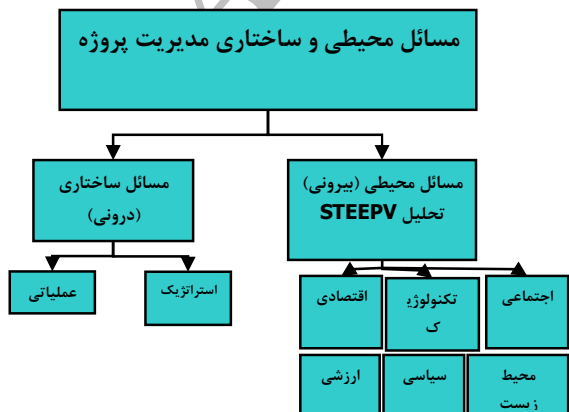 مسائل محیطی و ساختاری مدیریت پروژه
مسائل محیطی (بیرونی)
تحلیل STEEPV
مسائل ساختاری
(درونی)
اجتماعی
تکنولوژی
ک
اقتصادی
استراتژیک
عملیاتی
محیط
زیست
سیاسی
ارزشی